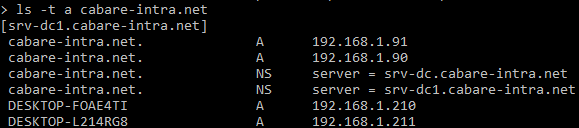 > ls -t a cabare-intra.net
[srv-dc1.cabare-intra.net]
cabare-intra.net. A 192.168.1.91
cabare-intra.net. A 192.168.1.90
cabare-intra.net. NS server = srv-dc.cabare-intra.net
cabare-intra.net. NS server = srv-dc1.cabare-intra.net
DESKTOP-FOAE4TI A 192.168.1.210
DESKTOP-L214RG8 A 192.168.1.211